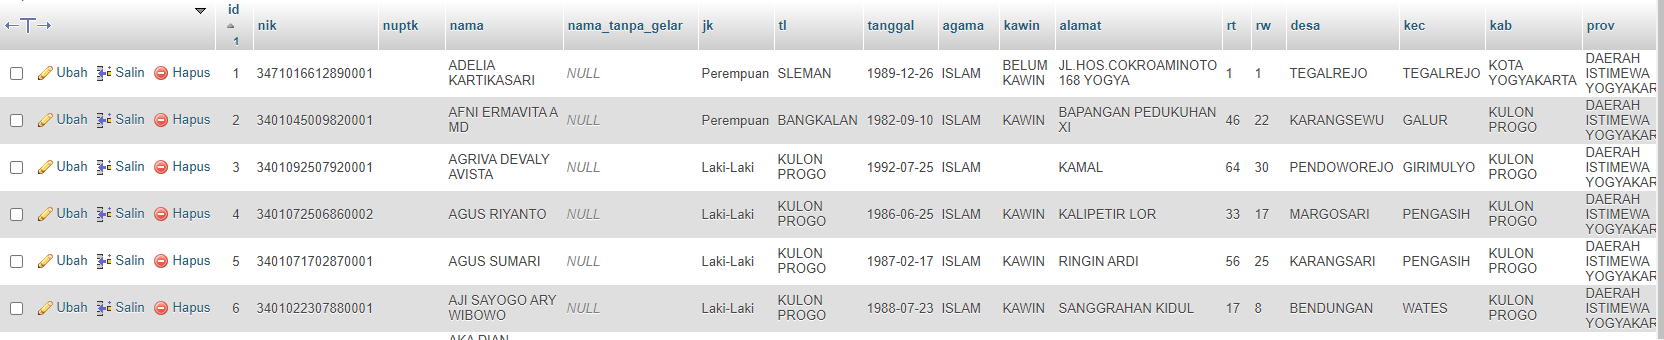 id nik nuptk nama nama_tanpa_gelar jk tl tanggal agama kawin alamat rt rw desa kec kab prov
1
Ubah Salin Hapus 1 3471016612890001 ADELIA KARTIKASARI NULL Perempuan SLEMAN 1989-12-26 ISLAM BELUM KAWIN JL.HOS.COKROAMINOTO 168 YOGYA 1 1 TEGALREJO TEGALREJO KOTA YOGYAKARTA DAERAH ISTIMEWA YOGYAKAR
Ubah Salin Hapus 2 3401045009820001 AFNI ERMAVITA A MD NULL Perempuan BANGKALAN 1982-09-10 ISLAM KAWIN BAPANGAN PEDUKUHAN XI 46 22 KARANGSEWU GALUR KULON PROGO DAERAH ISTIMEWA YOGYAKAR
Ubah Salin Hapus 3 3401092507920001 AGRIVA DEVALY AVISTA NULL Laki-Laki KULON PROGO 1992-07-25 ISLAM KAMAL 64 30 PENDOWOREJO GIRIMULYO KULON PROGO DAERAH ISTIMEWA YOGYAKAR
Ubah Salin Hapus 4 3401072506860002 AGUS RIYANTO NULL Laki-Laki KULON PROGO 1986-06-25 ISLAM KAWIN KALIPETIR LOR 33 17 MARGOSARI PENGASIH KULON PROGO DAERAH ISTIMEWA YOGYAKAR
Ubah Salin Hapus 5 3401071702870001 AGUS SUMARI NULL Laki-Laki KULON PROGO 1987-02-17 ISLAM KAWIN RINGIN ARDI 56 25 KARANGSARI PENGASIH KULON PROGO DAERAH ISTIMEWA YOGYAKAR
Ubah Salin Hapus 6 3401022307880001 AJI SAYOGO ARY WIBOWO NULL Laki-Laki KULON PROGO 1988-07-23 ISLAM KAWIN SANGGRAHAN KIDUL 17 8 BENDUNGAN WATES KULON PROGO DAERAH ISTIMEWA YOGYAKAR